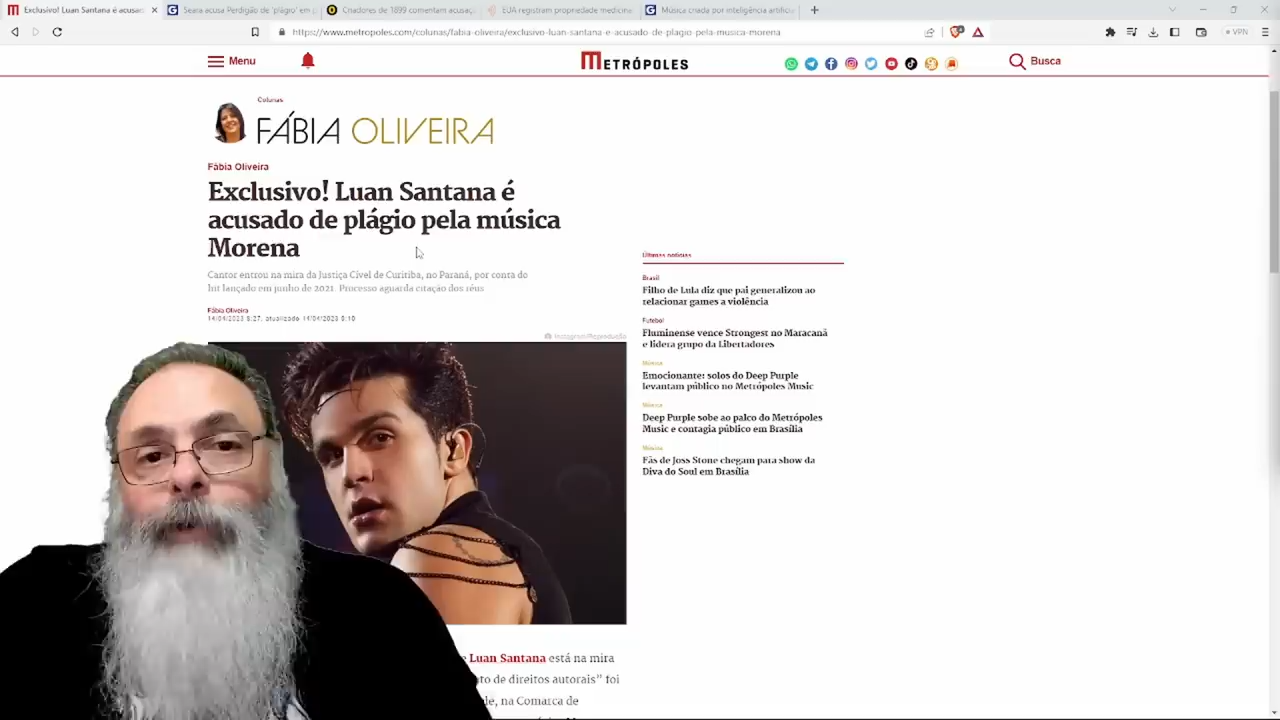 Exclusivo! Luan Santana é acusad
Seara acusa Perdigão de 'plágio' em p
Criadores de 1899 comentam acusaç
EUA registram propriedade medicine
Música criada por inteligência artifici
https://www.metropoles.com/colunas/fabia-oliveira/exclusivo-luan-santana-e-acusado-de-plagio-pela-musica-morena
VPN
Menu
METRÓPOLES
Busca
Colunas
FÁBIA OLIVEIRA
Fábia Oliveira
Exclusivo! Luan Santana é
acusado de plágio pela música
Morena
Cantor entrou na mira da Justiça Cível de Curitiba, no Paraná, por conta do
hit lançado em junho de 2021. Processo aguarda citação dos réus
Fábia Oliveira
14/04/2023 8:27, atualizado 14/04/2023 9:10
Instagram/Reprodução
Últimas notícias
Brasil
Filho de Lula diz que pai generalizou ao
relacionar games a violência
Futebol
Fluminense vence Strongest no Maracanã
e lidera grupo da Libertadores
Música
Emocionante: solos do Deep Purple
levantam público no Metrópoles Music
Música
Deep Purple sobe ao palco do Metrópoles
Music e contagia público em Brasília
Música
Fãs de Joss Stone chegam para show da
Diva do Soul em Brasília
Luan Santana está na mira
to de direitos autorais” foi
de, na Comarca de